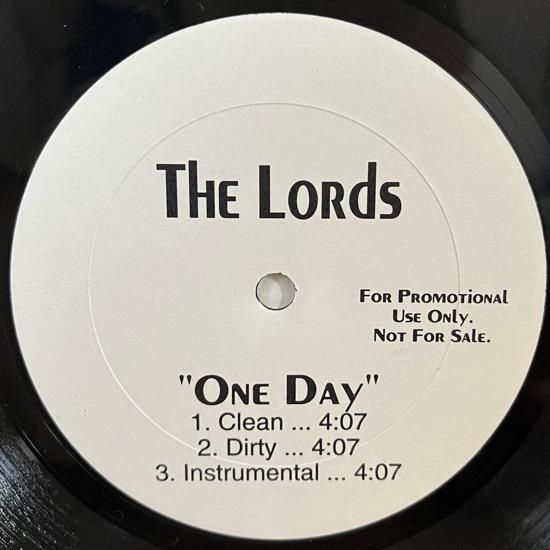 The Lords
For Promotional
Use Only.
Not For Sale.
"One Day"
1. Clean ... 4:07
2. Dirty ... 4:07
3. Instrumental ... 4:07